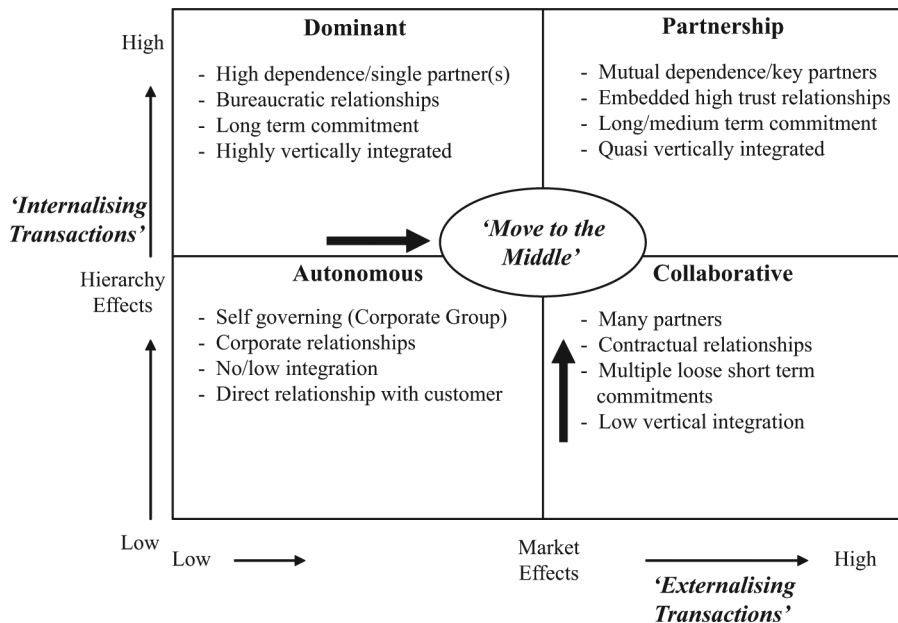 Dominant
- High dependence/single partner(s)
- Bureaucratic relationships
- Long term commitment
- Highly vertically integrated
Partnership
- Mutual dependence/key partners
- Embedded high trust relationships
- Long/medium term commitment
- Quasi vertically integrated
High
‘Internalising
Transactions’
Hierarchy
Effects
Low
‘Move to the
Middle’
Autonomous
- Self governing (Corporate Group)
- Corporate relationships
- No/low integration
- Direct relationship with customer
Collaborative
- Many partners
- Contractual relationships
- Multiple loose short term
commitments
- Low vertical integration
Low
Market
Effects
High
‘Externalising
Transactions’